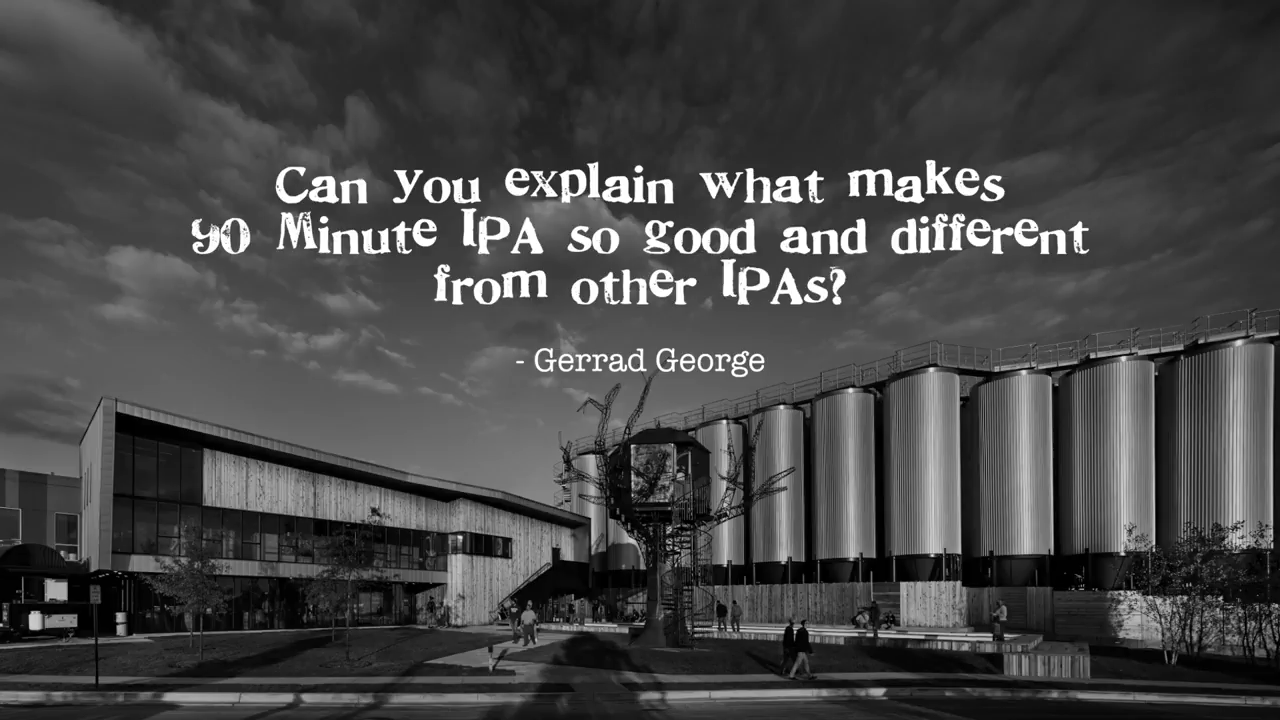 Can you explain what makes
90 Minute IPA so good and different
from other IPAs?
- Gerrad George